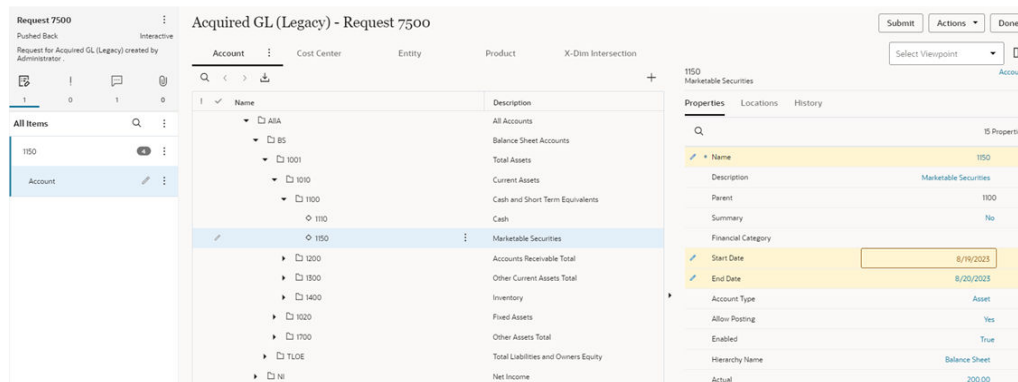 Request 7500
Pushed Back Interactive
Request for Acquired GL (Legacy) created by
Administrator .
1 0 1 0
All Items
1150 4
Account
Acquired GL (Legacy) - Request 7500
Submit Actions Done
Account Cost Center Entity Product X-Dim Intersection
Select Viewpoint
! Name Description
AllA All Accounts
BS Balance Sheet Accounts
1001 Total Assets
1010 Current Assets
1100 Cash and Short Term Equivalents
1110 Cash
1150 Marketable Securities
1200 Accounts Receivable Total
1300 Other Current Assets Total
1400 Inventory
1020 Fixed Assets
1700 Other Assets Total
TLOE Total Liabilities and Owners Equity
NI Net Income
1150
Marketable Securities
Accou
Properties Locations History
15 Properti
* Name 1150
Description Marketable Securities
Parent 1100
Summary No
Financial Category
Start Date 8/19/2023
End Date 8/20/2023
Account Type Asset
Allow Posting Yes
Enabled True
Hierarchy Name Balance Sheet
Actual 200.00